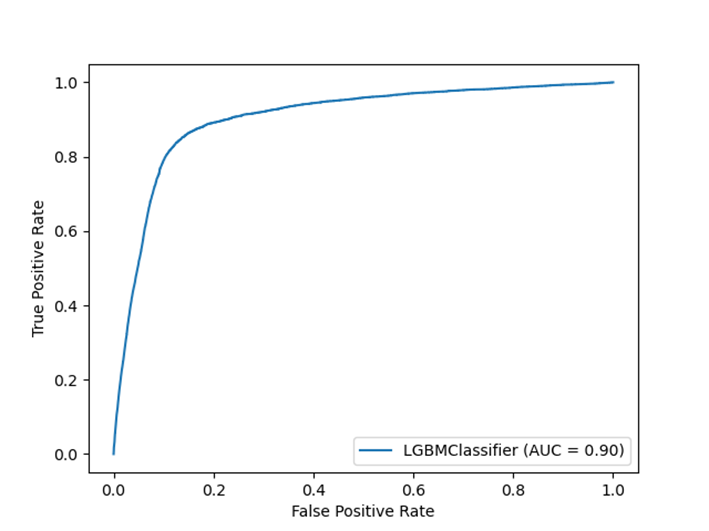 1.0
0.8
0.6
0.4
0.2
0.0
True Positive Rate
LGBMClassifier (AUC = 0.90)
0.0 0.2 0.4 0.6 0.8 1.0
False Positive Rate